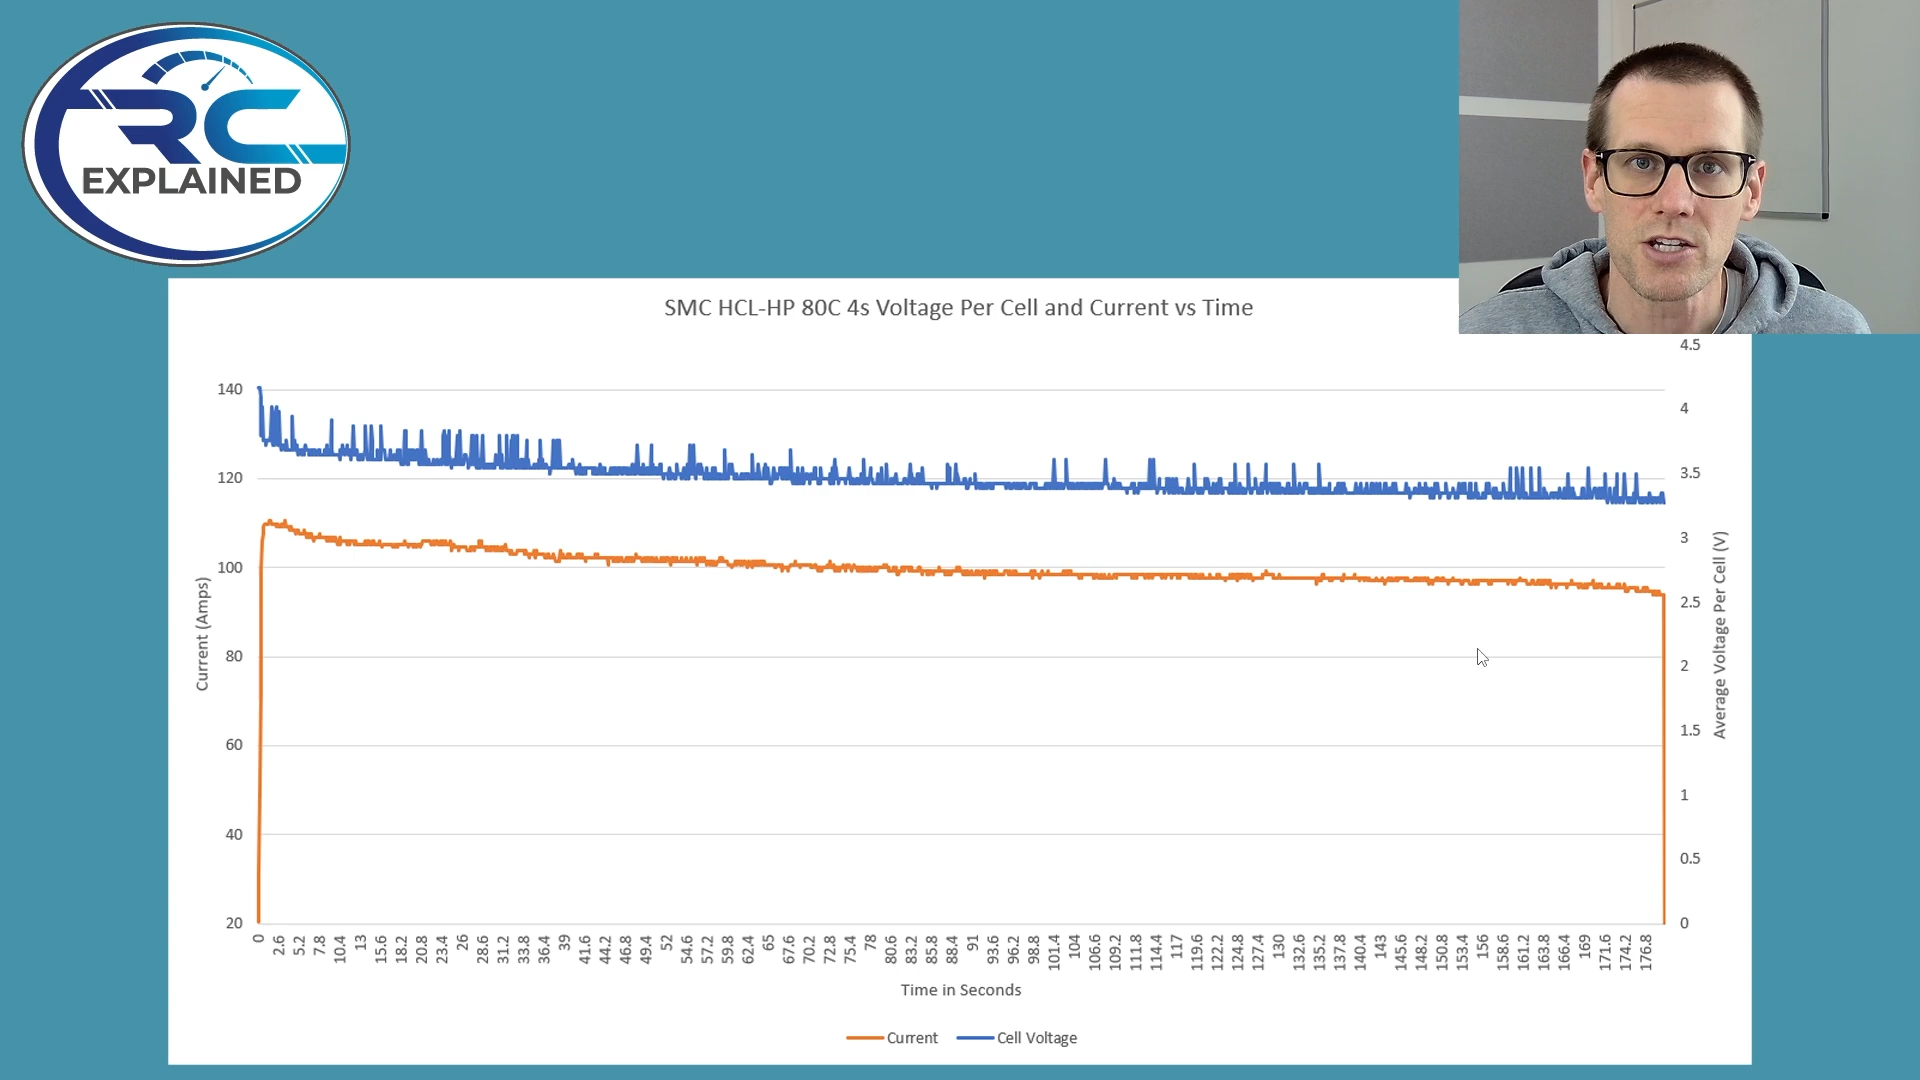 RC
EXPLAINED
SMC HCL-HP 80C 4s Voltage Per Cell and Current vs Time
140
120
100
80
60
40
20
Current (Amps)
4.5
4
3.5
3
2.5
2
1.5
1
0.5
0
Average Voltage Per Cell (V)
0 2.6 5.2 7.8 10.4 13 15.6 18.2 20.8 23.4 26 28.6 31.2 33.8 36.4 39 41.6 44.2 46.8 49.4 52 54.6 57.2 59.8 62.4 65 67.6 70.2 72.8 75.4 78 80.6 83.2 85.8 88.4 91 93.6 96.2 98.8 101.4 104 106.6 109.2 111.8 114.4 117 119.6 122.2 124.8 127.4 130 132.6 135.2 137.8 140.4 143 145.6 148.2 150.8 153.4 156 158.6 161.2 163.8 166.4 169 171.6 174.2 176.8
Time in Seconds
Current Cell Voltage